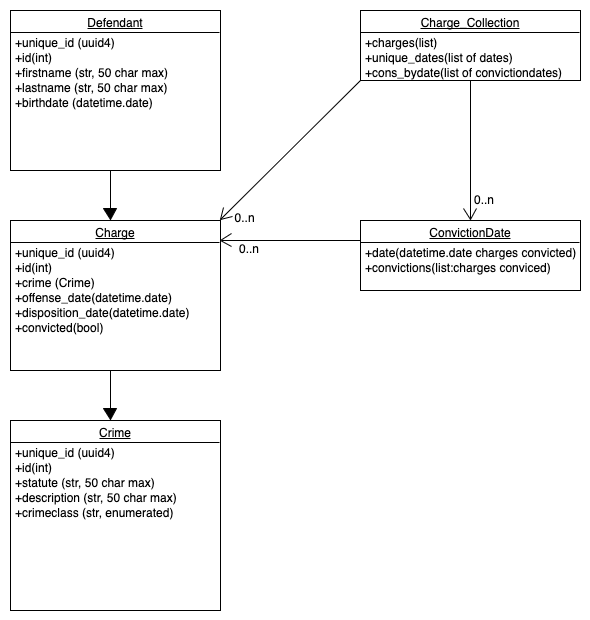 Defendant
+unique_id (uuid4)
+id(int)
+firstname (str, 50 char max)
+lastname (str, 50 char max)
+birthdate (datetime.date)
Charge_Collection
+charges(list)
+unique_dates(list of dates)
+cons_bydate(list of convictiondates)
0..n
0..n
0..n
Charge
+unique_id (uuid4)
+id(int)
+crime (Crime)
+offense_date(datetime.date)
+disposition_date(datetime.date)
+convicted(bool)
ConvictionDate
+date(datetime.date charges convicted)
+convictions(list:charges conviced)
Crime
+unique_id (uuid4)
+id(int)
+statute (str, 50 char max)
+description (str, 50 char max)
+crimeclass (str, enumerated)